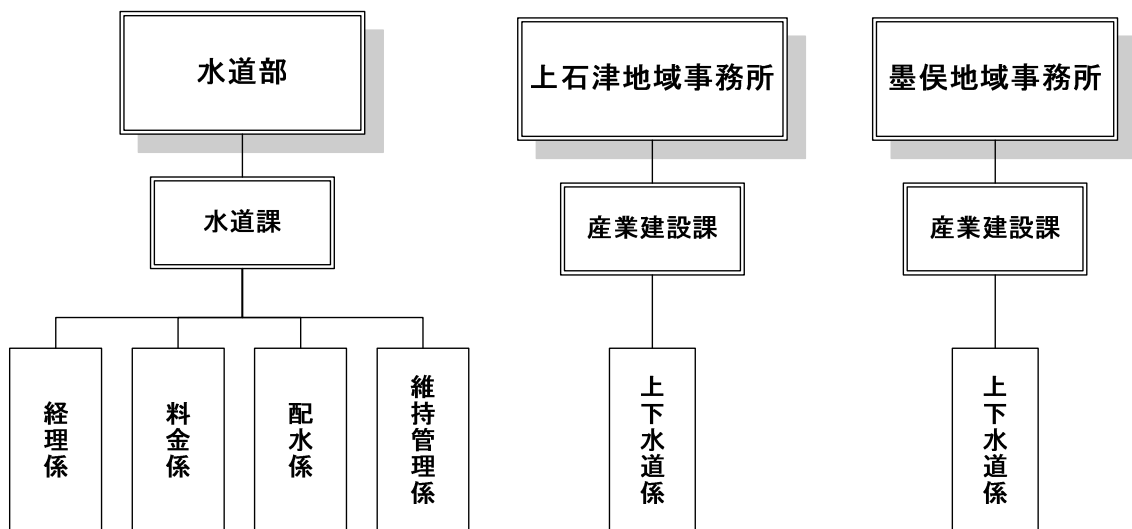 水道部
上石津地域事務所
墨俣地域事務所
水道課
産業建設課
産業建設課
経理係
料金係
配水係
維持管理係
上下水道係
上下水道係